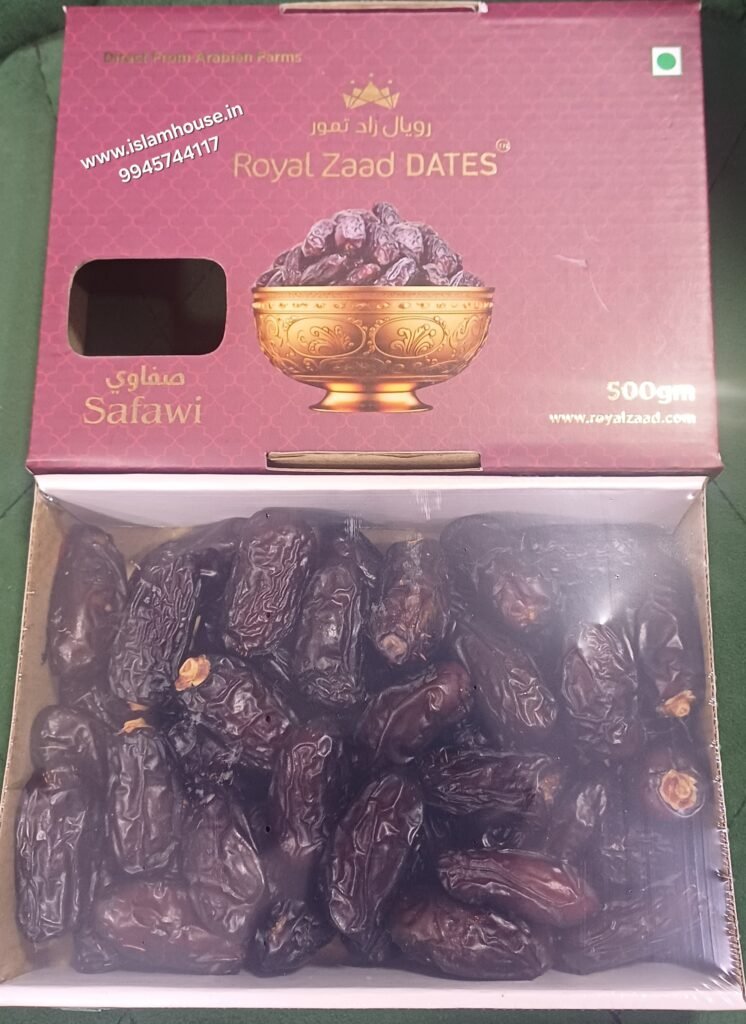 Direct From Arabian Farms
www.islamhouse.in
9945744117
رويال زاد تمور
Royal Zaad DATES
صفاوي
Safawi
500gm
www.royalzaad.com